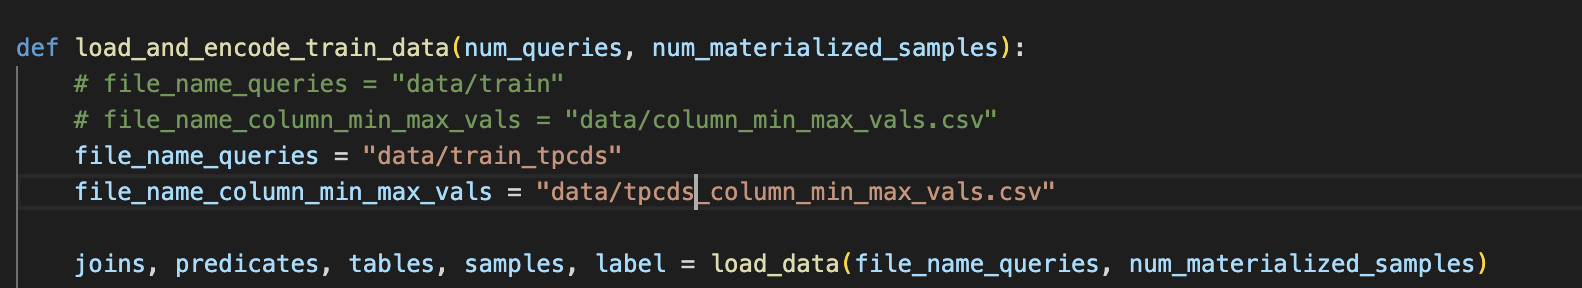 def load_and_encode_train_data(num_queries, num_materialized_samples):
# file_name_queries = "data/train"
# file_name_column_min_max_vals = "data/column_min_max_vals.csv"
file_name_queries = "data/train_tpcds"
file_name_column_min_max_vals = "data/tpcds_column_min_max_vals.csv"
joins, predicates, tables, samples, label = load_data(file_name_queries, num_materialized_samples)